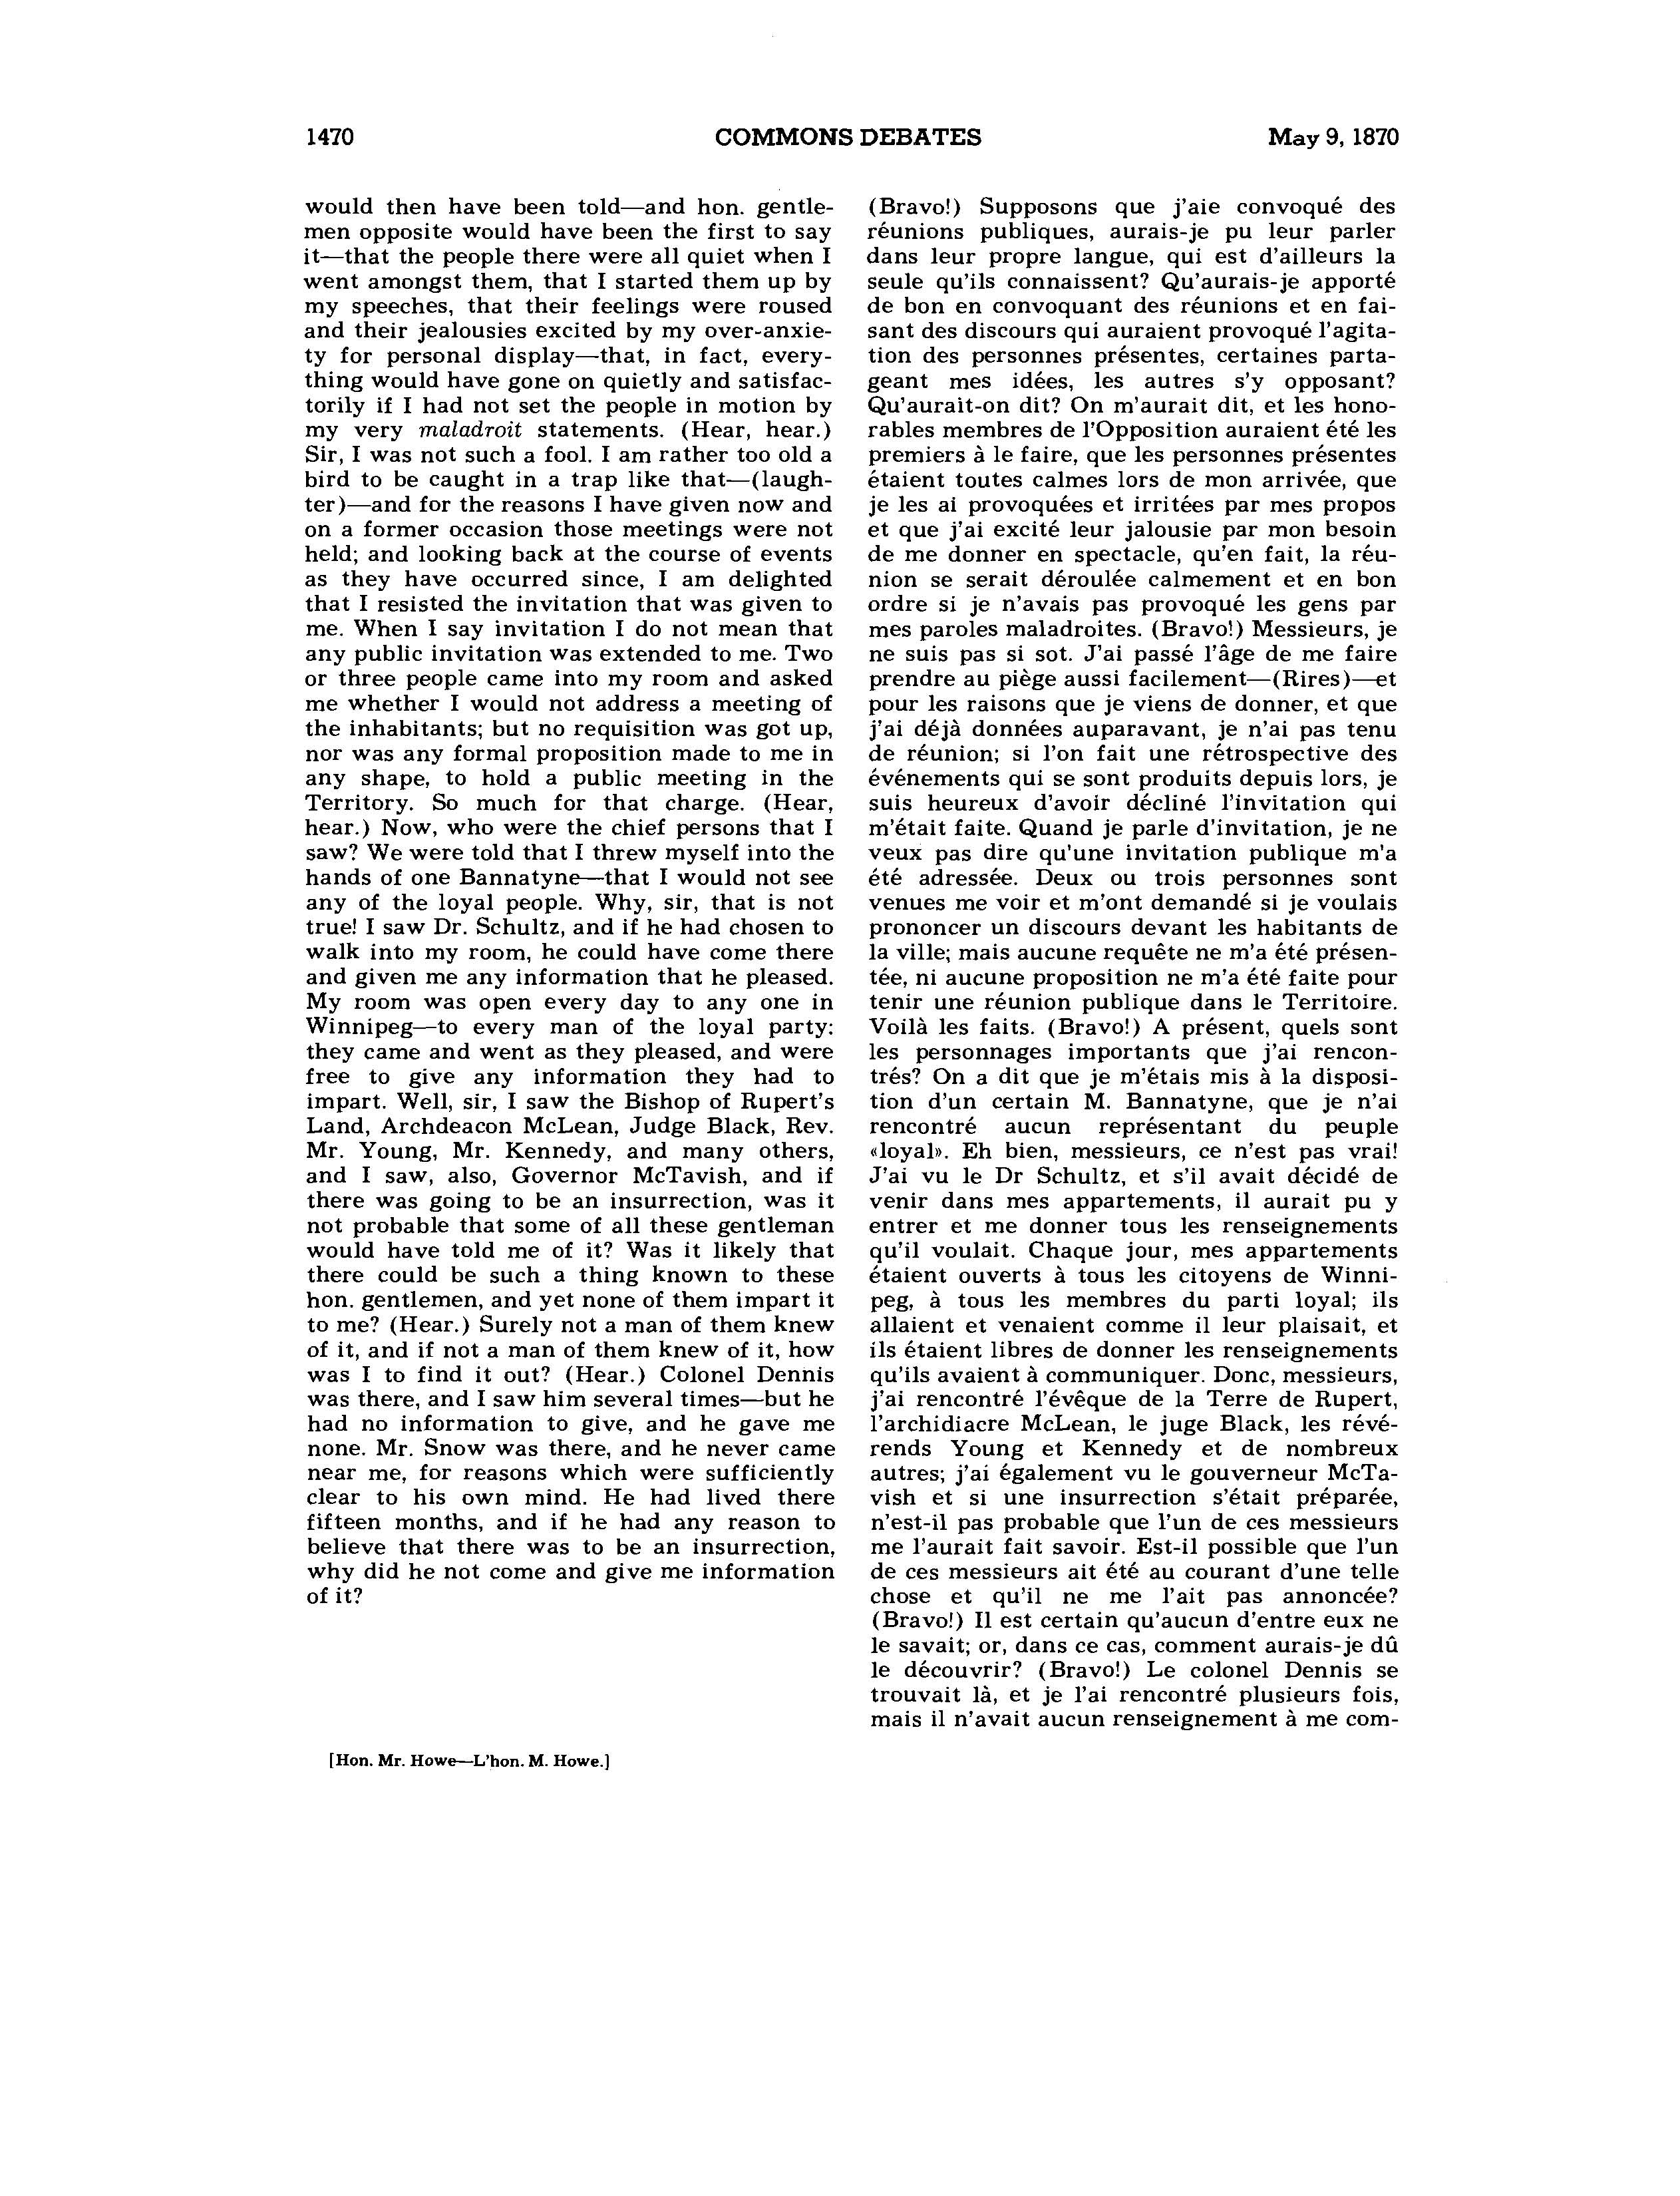 1470 COMMONS DEBATES May 9, 1870
would then have been told—and hon. gentle-
men opposite would have been the first to say
it—that the people there were all quiet when I
went amongst them, that I started them up by
my speeches, that their feelings were roused
and their jealousies excited by my over-anxie-
ty for personal display—that, in fact, every-
thing would have gone on quietly and satisfac-
torily if I had not set the people in motion by
my very maladroit statements. (Hear, hear.)
Sir, I was not such a fool. I am rather too old a
bird to be caught in a trap like that—(laugh-
ter)—and for the reasons I have given now and
on a former occasion those meetings were not
held; and looking back at the course of events
as they have occurred since, I am delighted
that I resisted the invitation that was given to
me. When I say invitation I do not mean that
any public invitation was extended to me. Two
or three people came into my room and asked
me whether I would not address a meeting of
the inhabitants; but no requisition was got up,
nor was any formal proposition made to me in
any shape, to hold a public meeting in the
Territory. So much for that charge. (Hear,
hear.) Now, who were the chief persons that I
saw? We were told that I threw myself into the
hands of one Bannatyne—that I would not see
any of the loyal people. Why, sir, that is not
true! I saw Dr. Schultz, and if he had chosen to
walk into my room, he could have come there
and given me any information that he pleased.
My room was open every day to any one in
Winnipeg—to every man of the loyal party:
they came and went as they pleased, and were
free to give any information they had to
impart. Well, sir, I saw the Bishop of Rupert's
Land, Archdeacon McLean, Judge Black, Rev.
Mr. Young, Mr. Kennedy, and many others,
and I saw, also, Governor McTavish, and if
there was going to be an insurrection, was it
not probable that some of all these gentleman
would have told me of it? Was it likely that
there could be such a thing known to these
hon. gentlemen, and yet none of them impart it
to me? (Hear.) Surely not a man of them knew
of it, and if not a man of them knew of it, how
was I to find it out? (Hear.) Colonel Dennis
was there, and I saw him several times—but he
had no information to give, and he gave me
none. Mr. Snow was there, and he never came
near me, for reasons which were sufficiently
clear to his own mind. He had lived there
fifteen months, and if he had any reason to
believe that there was to be an insurrection,
why did he not come and give me information
of it?
(Bravo!) Supposons que j'aie convoqué des
réunions publiques, aurais-je pu leur parler
dans leur propre langue, qui est d'ailleurs la
seule qu'ils connaissent? Qu'aurais-je apporté
de bon en convoquant des réunions et en fai-
sant des discours qui auraient provoqué l'agita-
tion des personnes présentes, certaines parta-
geant mes idées, les autres s'y opposant?
Qu'aurait-on dit? On m'aurait dit, et les hono-
rables membres de l'Opposition auraient été les
premiers à le faire, que les personnes présentes
étaient toutes calmes lors de mon arrivée, que
je les ai provoquées et irritées par mes propos
et que j'ai excité leur jalousie par mon besoin
de me donner en spectacle, qu'en fait, la réu-
nion se serait déroulée calmement et en bon
ordre si je n'avais pas provoqué les gens par
mes paroles maladroites. (Bravo!) Messieurs, je
ne suis pas si sot. J'ai passé l'âge de me faire
prendre au piège aussi facilement—(Rires)—et
pour les raisons que je viens de donner, et que
j'ai déjà données auparavant, je n'ai pas tenu
de réunion; si l'on fait une rétrospective des
événements qui se sont produits depuis lors, je
suis heureux d'avoir décliné l'invitation qui
m'était faite. Quand je parle d'invitation, je ne
veux pas dire qu'une invitation publique m'a
été adressée. Deux ou trois personnes sont
venues me voir et m'ont demandé si je voulais
prononcer un discours devant les habitants de
la ville; mais aucune requête ne m'a été présen-
tée, ni aucune proposition ne m'a été faite pour
tenir une réunion publique dans le Territoire.
Voilà les faits. (Bravo!) A présent, quels sont
les personnages importants que j'ai rencon-
trés? On a dit que je m'étais mis à la disposi-
tion d'un certain M. Bannatyne, que je n'ai
rencontré aucun représentant du peuple
«loyal». Eh bien, messieurs, ce n'est pas vrai!
J'ai vu le Dr Schultz, et s'il avait décidé de
venir dans mes appartements, il aurait pu y
entrer et me donner tous les renseignements
qu'il voulait. Chaque jour, mes appartements
étaient ouverts à tous les citoyens de Winni-
peg, à tous les membres du parti loyal; ils
allaient et venaient comme il leur plaisait, et
ils étaient libres de donner les renseignements
qu'ils avaient à communiquer. Donc, messieurs,
j'ai rencontré l'évêque de la Terre de Rupert,
l'archidiacre McLean, le juge Black, les révé-
rends Young et Kennedy et de nombreux
autres; j'ai également vu le gouverneur McTa-
vish et si une insurrection s'était préparée,
n'est-il pas probable que l'un de ces messieurs
me l'aurait fait savoir. Est-il possible que l'un
de ces messieurs ait été au courant d'une telle
chose et qu'il ne me l'ait pas annoncée?
(Bravo!) Il est certain qu'aucun d'entre eux ne
le savait; or, dans ce cas, comment aurais-je dû
le découvrir? (Bravo!) Le colonel Dennis se
trouvait là, et je l'ai rencontré plusieurs fois,
mais il n'avait aucun renseignement à me com-
[Hon. Mr. Howe—L'hon. M. Howe.]